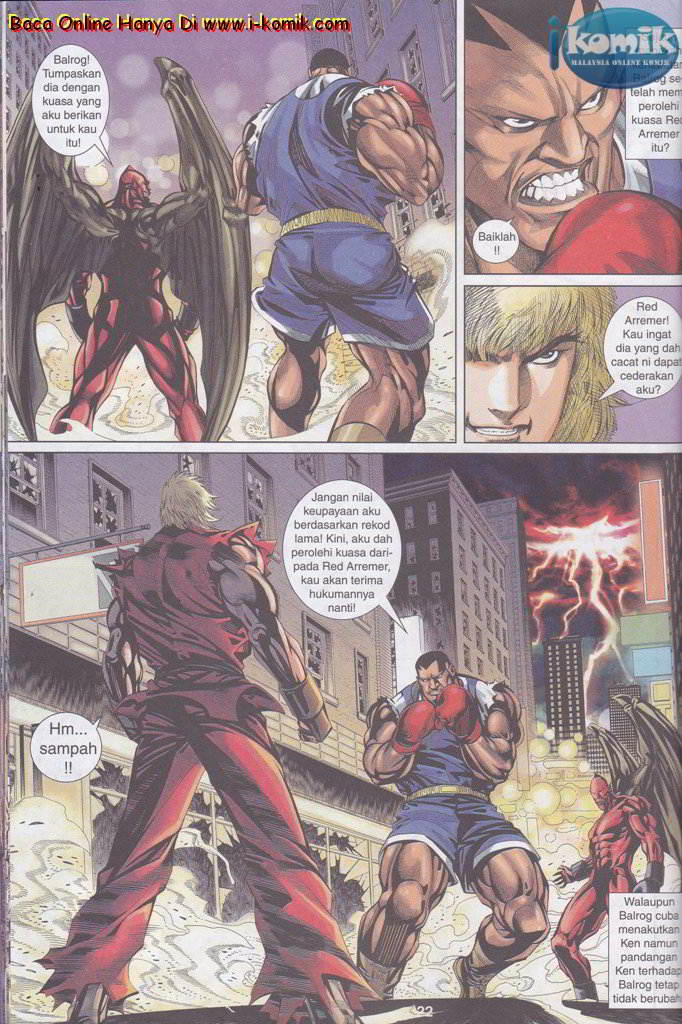 Baca Online Hanya Di www.i-komik.com
i
komik
MALAYSIA ONLINE KOMIK
Balrog!
Tumpaskan
dia dengan
kuasa yang
aku berikan
untuk kau
itu!
Balrog se
telah mem
perolehi
kuasa Red
Arremer
itu?
Baiklah
!!
Red
Arremer!
Kau ingat
dia yang dah
cacat ni dapat
cederakan
aku?
Jangan nilai
keupayaan aku
berdasarkan rekod
lama! Kini, aku dah
perolehi kuasa dari-
pada Red Arremer,
kau akan terima
hukumannya
nanti!
Hm...
sampah
!!
Walaupun
Balrog cuba
menakutkan
Ken namun
pandangan
Ken terhadap
Balrog tetap
tidak berubah
22